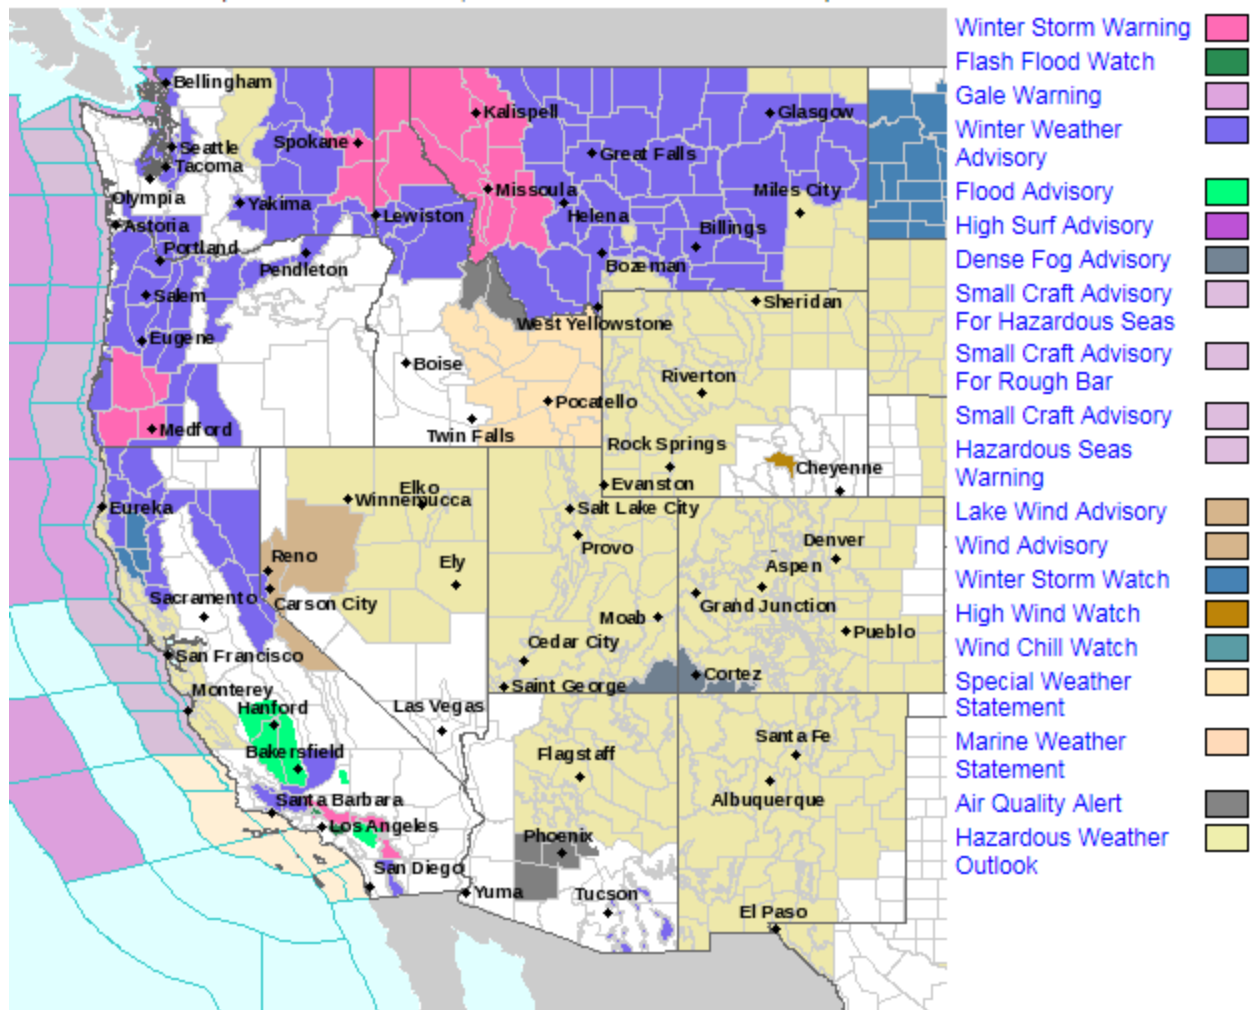 Winter Storm Warning
Flash Flood Watch
Gale Warning
Winter Weather
Advisory
Flood Advisory
High Surf Advisory
Dense Fog Advisory
Small Craft Advisory
For Hazardous Seas
Small Craft Advisory
For Rough Bar
Small Craft Advisory
Hazardous Seas
Warning
Lake Wind Advisory
Wind Advisory
Winter Storm Watch
High Wind Watch
Wind Chill Watch
Special Weather
Statement
Marine Weather
Statement
Air Quality Alert
Hazardous Weather
Outlook
Bellingham
Kalispell
Glasgow
Seattle
Spokane
Great Falls
Tacoma
Olympia
Yakima
Missoula
Miles City
Astoria
Lewiston
Helena
Billings
Portland
Pendleton
Bozeman
Salem
Sheridan
West Yellowstone
Eugene
Boise
Riverton
Pocatello
Medford
Twin Falls
Rock Springs
Cheyenne
Evanston
Elko
Winnemucca
Eureka
Salt Lake City
Provo
Denver
Reno
Ely
Aspen
Sacramento
Carson City
Grand Junction
Moab
Pueblo
Cedar City
San Francisco
Cortez
Saint George
Monterey
Hanford
Las Vegas
Bakersfield
Flagstaff
Santa Fe
Albuquerque
Santa Barbara
Los Angeles
Phoenix
San Diego
Yuma
Tucson
El Paso